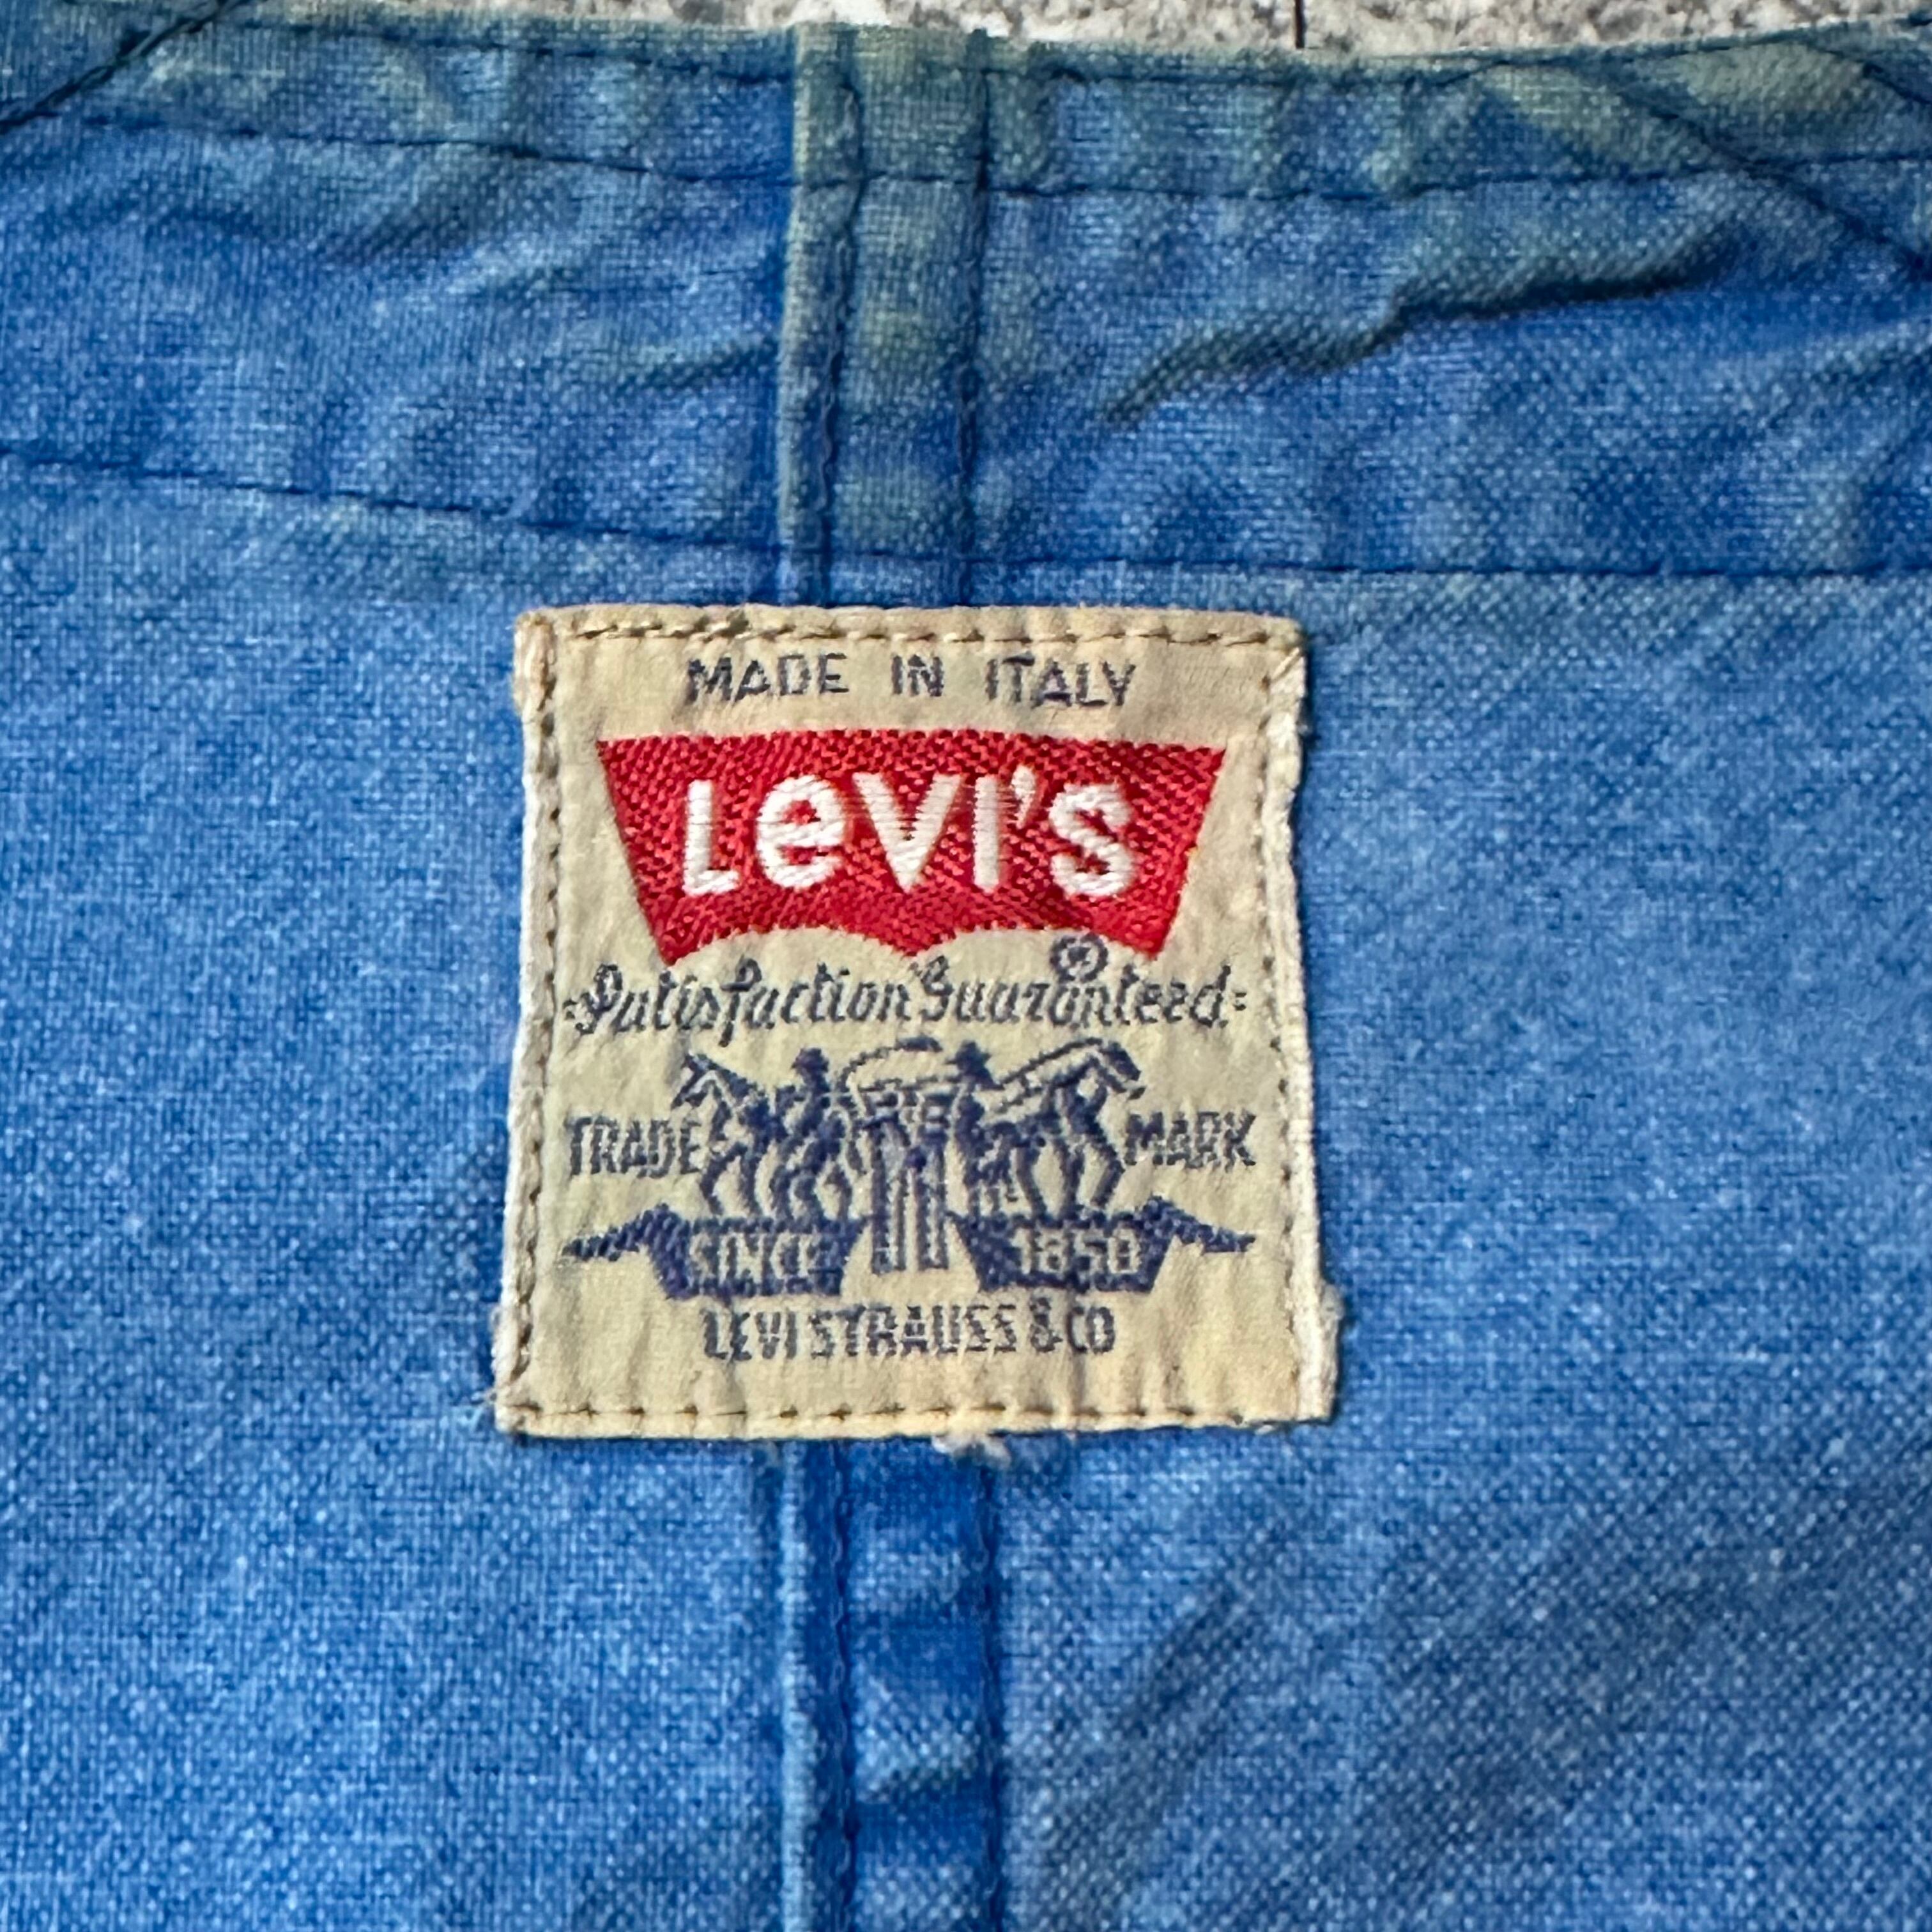 MADE IN ITALY
LeVI'S
®
-Satisfaction Guaranteed-
TRADE MARK
SINCE 1850
LEVI STRAUSS & CO